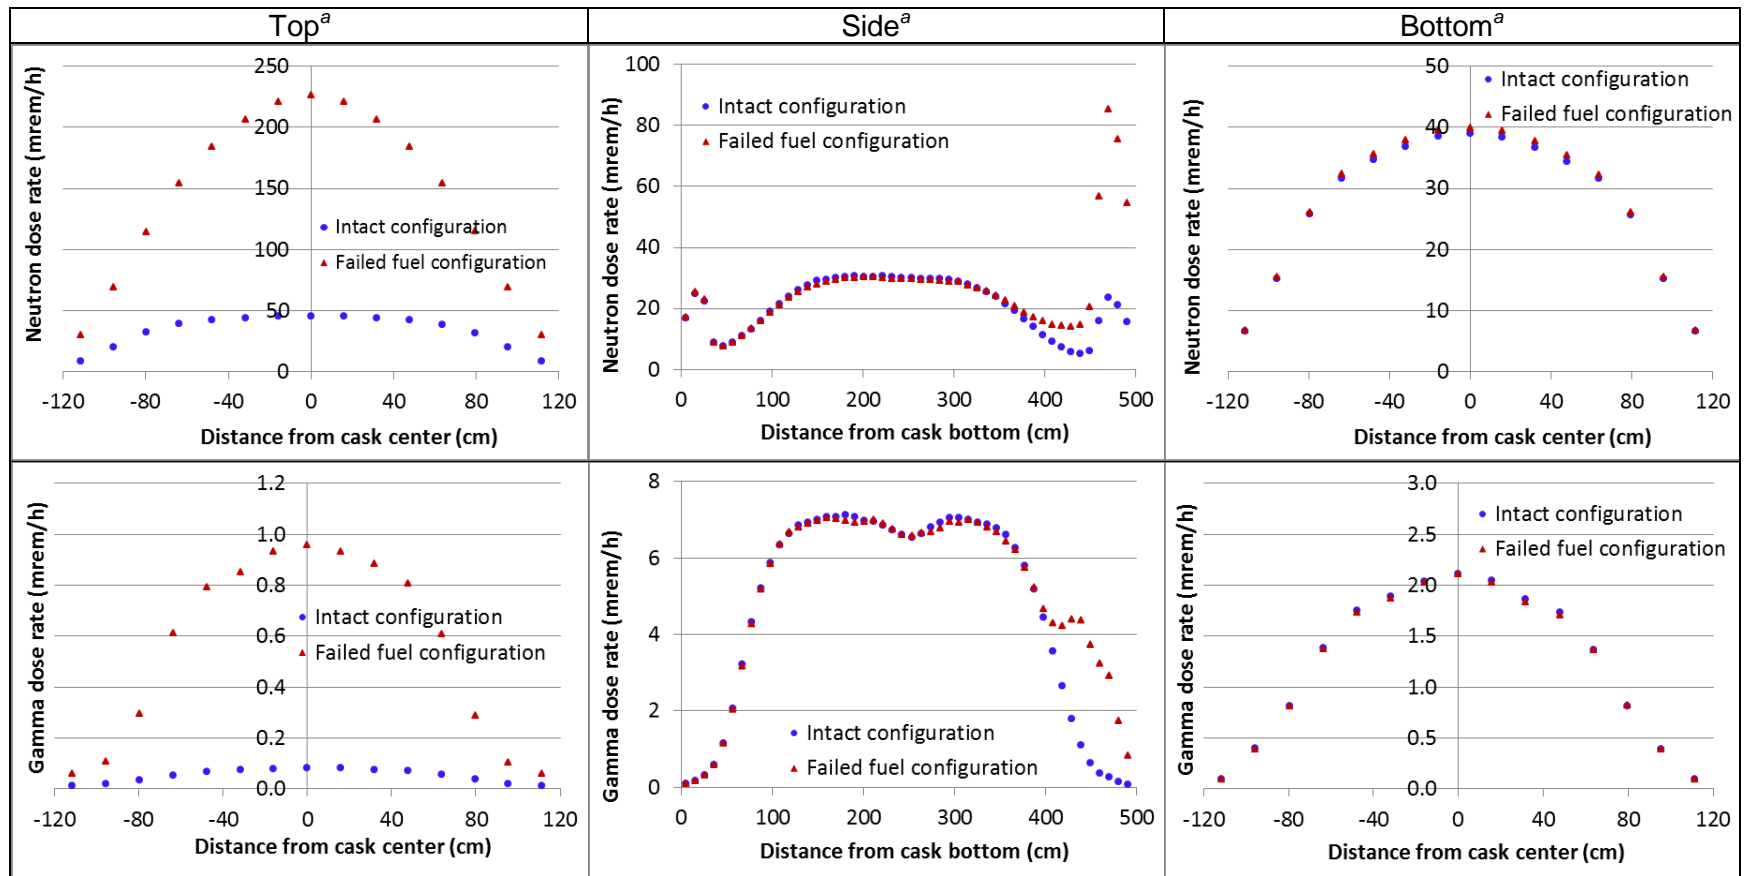 Topᵃ
Sideᵃ
Bottomᵃ
Neutron dose rate (mrem/h)
250
200
150
100
50
0
Intact configuration
Failed fuel configuration
-120 -80 -40 0 40 80 120
Distance from cask center (cm)
Neutron dose rate (mrem/h)
100
80
60
40
20
0
Intact configuration
Failed fuel configuration
0 100 200 300 400 500
Distance from cask bottom (cm)
Neutron dose rate (mrem/h)
50
40
30
20
10
0
Intact configuration
Failed fuel configuration
-120 -80 -40 0 40 80 120
Distance from cask center (cm)
Gamma dose rate (mrem/h)
1.2
1.0
0.8
0.6
0.4
0.2
0.0
Intact configuration
Failed fuel configuration
-120 -80 -40 0 40 80 120
Distance from cask center (cm)
Gamma dose rate (mrem/h)
8
6
4
2
0
Intact configuration
Failed fuel configuration
0 100 200 300 400 500
Distance from cask bottom (cm)
Gamma dose rate (mrem/h)
3.0
2.5
2.0
1.5
1.0
0.5
0.0
Intact configuration
Failed fuel configuration
-120 -80 -40 0 40 80 120
Distance from cask center (cm)